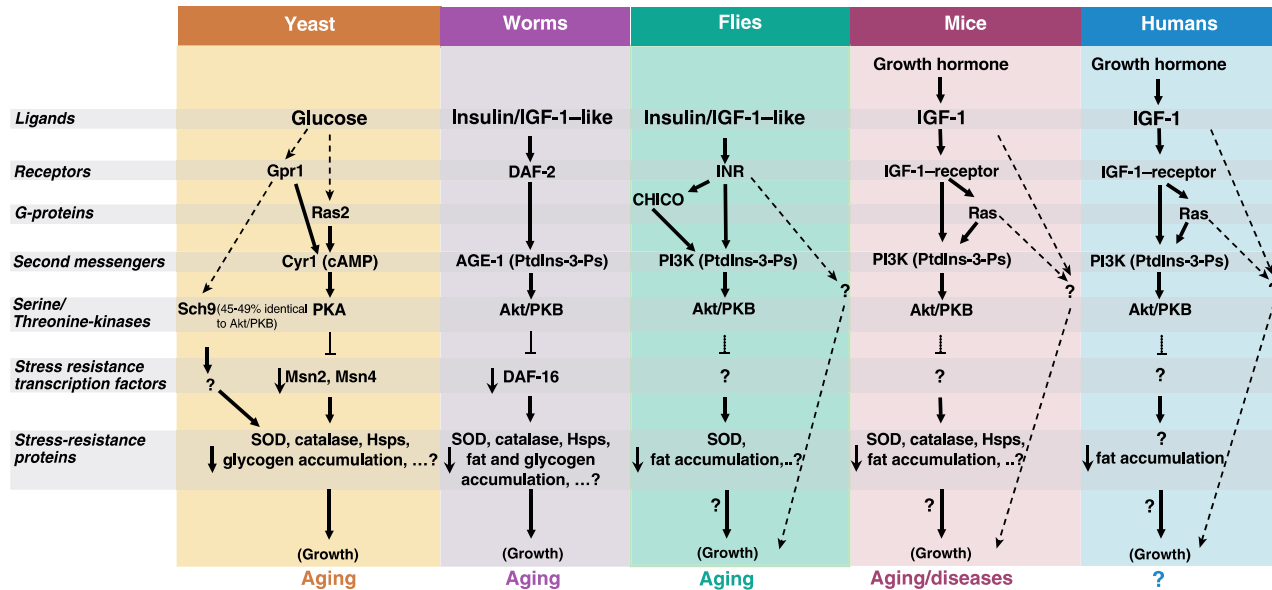 Yeast Worms Flies Mice Humans
Growth hormone Growth hormone
Ligands Glucose Insulin/IGF-1–like Insulin/IGF-1–like IGF-1 IGF-1
Receptors Gpr1 DAF-2 INR IGF-1–receptor IGF-1–receptor
CHICO
G-proteins Ras2 Ras Ras
Second messengers Cyr1 (cAMP) AGE-1 (PtdIns-3-Ps) PI3K (PtdIns-3-Ps) PI3K (PtdIns-3-Ps) PI3K (PtdIns-3-Ps)
? ? ?
Serine/ Sch9 (45-49% identical PKA Akt/PKB Akt/PKB Akt/PKB Akt/PKB
Threonine-kinases to Akt/PKB)
Stress resistance Msn2, Msn4 DAF-16 ? ? ?
transcription factors ?
Stress-resistance SOD, catalase, Hsps, SOD, catalase, Hsps, SOD, SOD, catalase, Hsps, ?
proteins glycogen accumulation, ...? fat and glycogen fat accumulation,..? fat accumulation, ..? fat accumulation
accumulation, ...?
? ? ?
(Growth) (Growth) (Growth) (Growth) (Growth)
Aging Aging Aging Aging/diseases ?